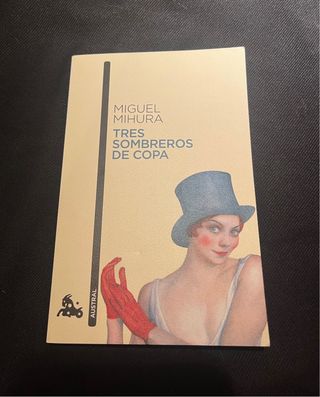 MIGUEL
MIHURA
TRES
SOMBREROS
DE COPA
AUSTRAL